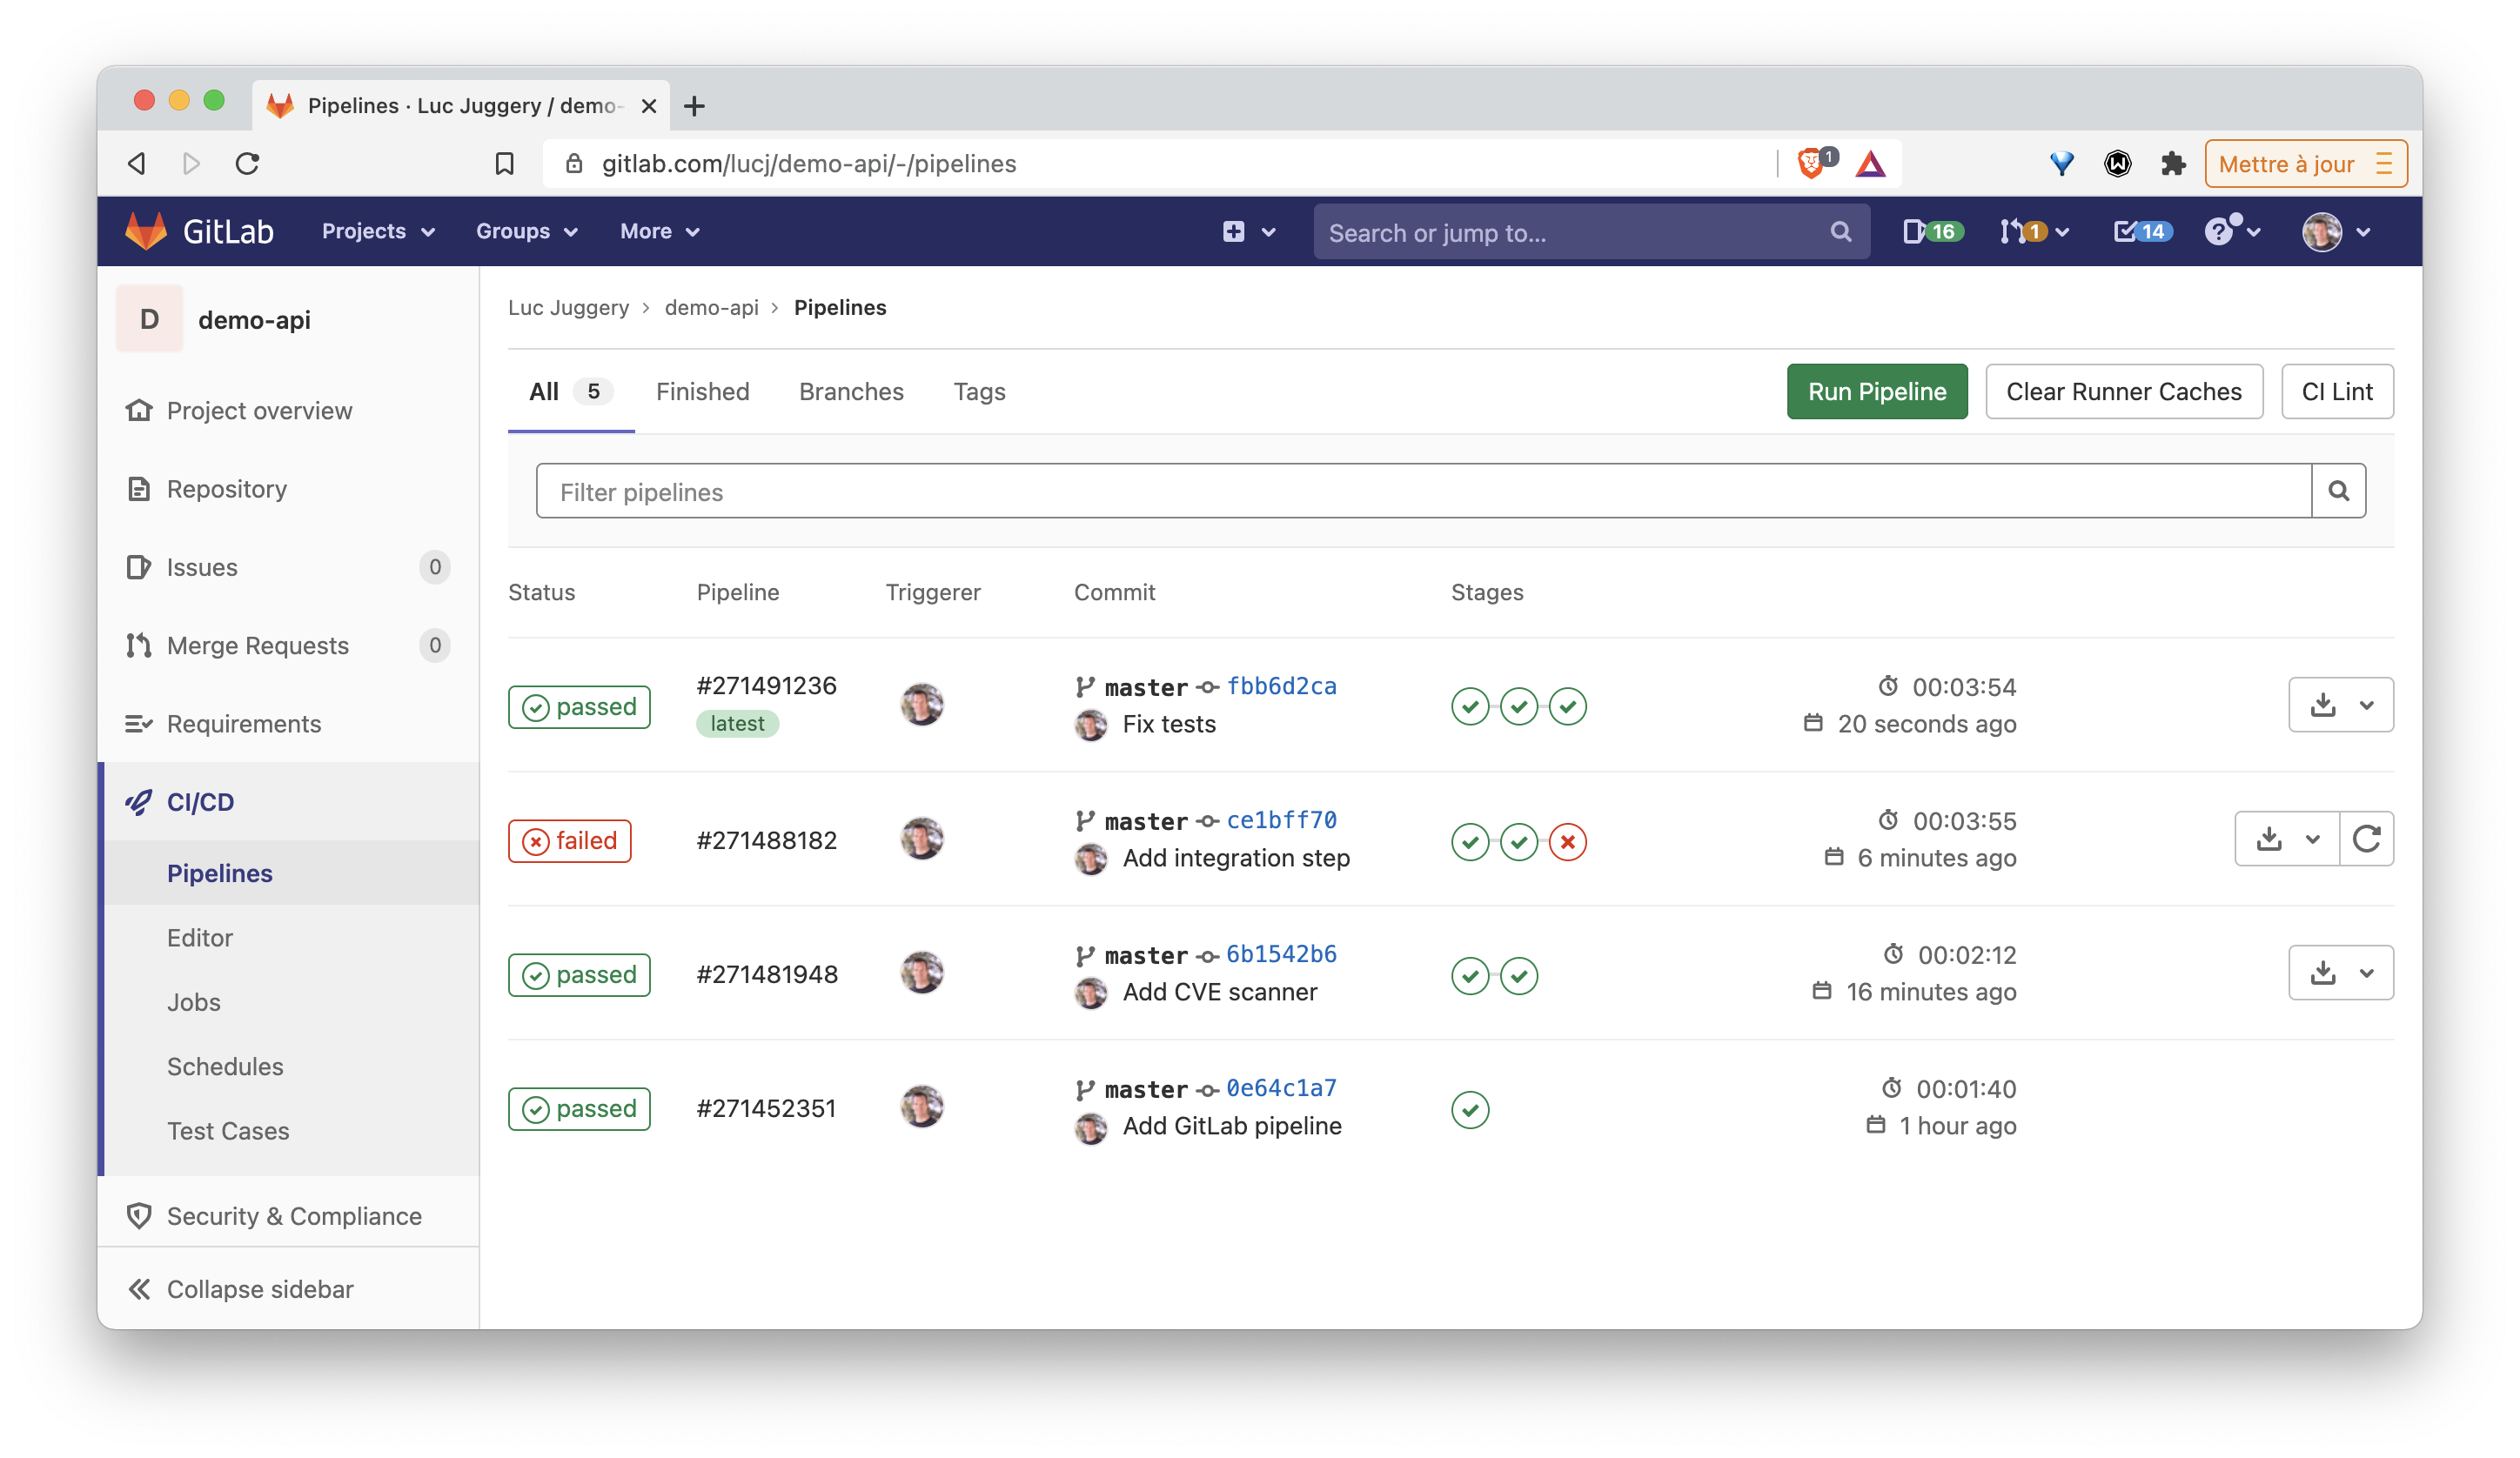 Pipelines · Luc Juggery / demo-
gitlab.com/lucj/demo-api/-/pipelines
1
Mettre à jour
GitLab
Projects
Groups
More
Search or jump to...
16
1
14
D
demo-api
Project overview
Repository
Issues 0
Merge Requests 0
Requirements
CI/CD
Pipelines
Editor
Jobs
Schedules
Test Cases
Security & Compliance
Collapse sidebar
Luc Juggery › demo-api › Pipelines
All 5 Finished Branches Tags
Run Pipeline
Clear Runner Caches
CI Lint
Filter pipelines
Status Pipeline Triggerer Commit Stages
passed #271491236 master fbb6d2ca 00:03:54
latest Fix tests 20 seconds ago
failed #271488182 master ce1bff70 00:03:55
Add integration step 6 minutes ago
passed #271481948 master 6b1542b6 00:02:12
Add CVE scanner 16 minutes ago
passed #271452351 master 0e64c1a7 00:01:40
Add GitLab pipeline 1 hour ago